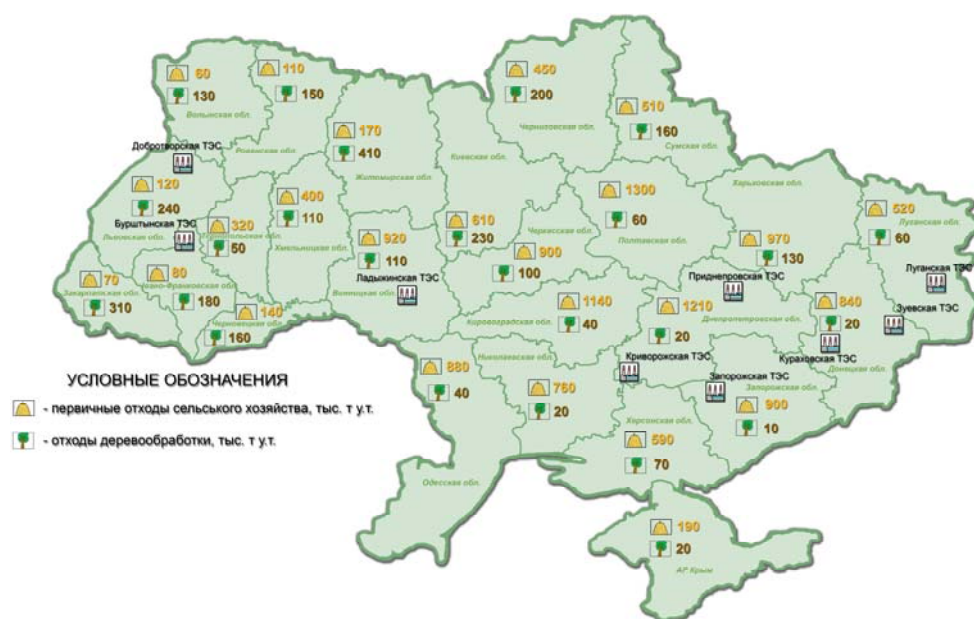 60
130
Волынская обл.
110
150
Ровенская обл.
450
200
Черниговская обл.
510
160
Сумская обл.
170
410
Житомирская обл.
Киевская обл.
Добротворская ТЭС
120
240
Бурштынская ТЭС
Львовская обл.
320
50
400
110
Хмельницкая обл.
610
230
Черкасская обл.
900
100
1300
60
Полтавская обл.
Харьковская обл.
970
130
520
Луганская обл.
60
Луганская ТЭС
920
110
Ладыжинская ТЭС
Винницкая обл.
70
Закарпатская обл.
310
80
Ивано-Франковская обл.
180
140
Черновецкая обл.
160
1140
Кировоградская обл.
40
Приднепровская ТЭС
1210
Днепропетровская обл.
20
840
20
Зуевская ТЭС
Кураховская ТЭС
Донецкая обл.
Криворожская ТЭС
Запорожская ТЭС
Запорожская обл.
900
10
880
40
Николаевская обл.
760
20
Херсонская обл.
590
70
Одесская обл.
190
20
АР Крым
УСЛОВНЫЕ ОБОЗНАЧЕНИЯ
- первичные отходы сельського хозяйства, тыс. т у.т.
- отходы деревообработки, тыс. т у.т.